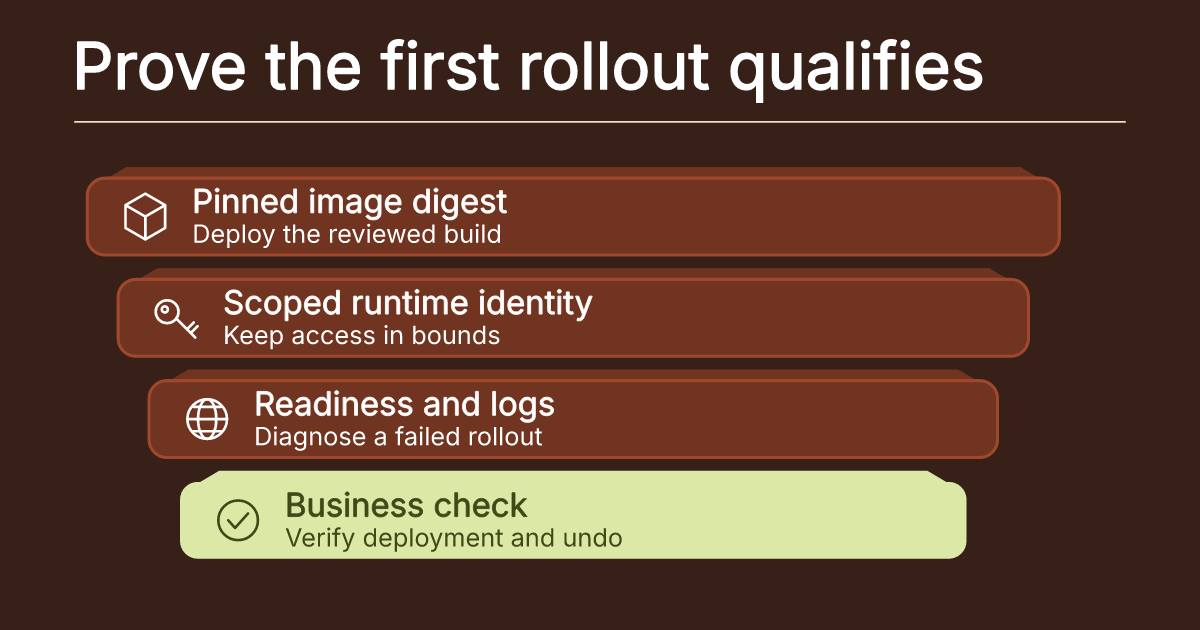 Prove the first rollout qualifies
Pinned image digest
Deploy the reviewed build
Scoped runtime identity
Keep access in bounds
Readiness and logs
Diagnose a failed rollout
Business check
Verify deployment and undo